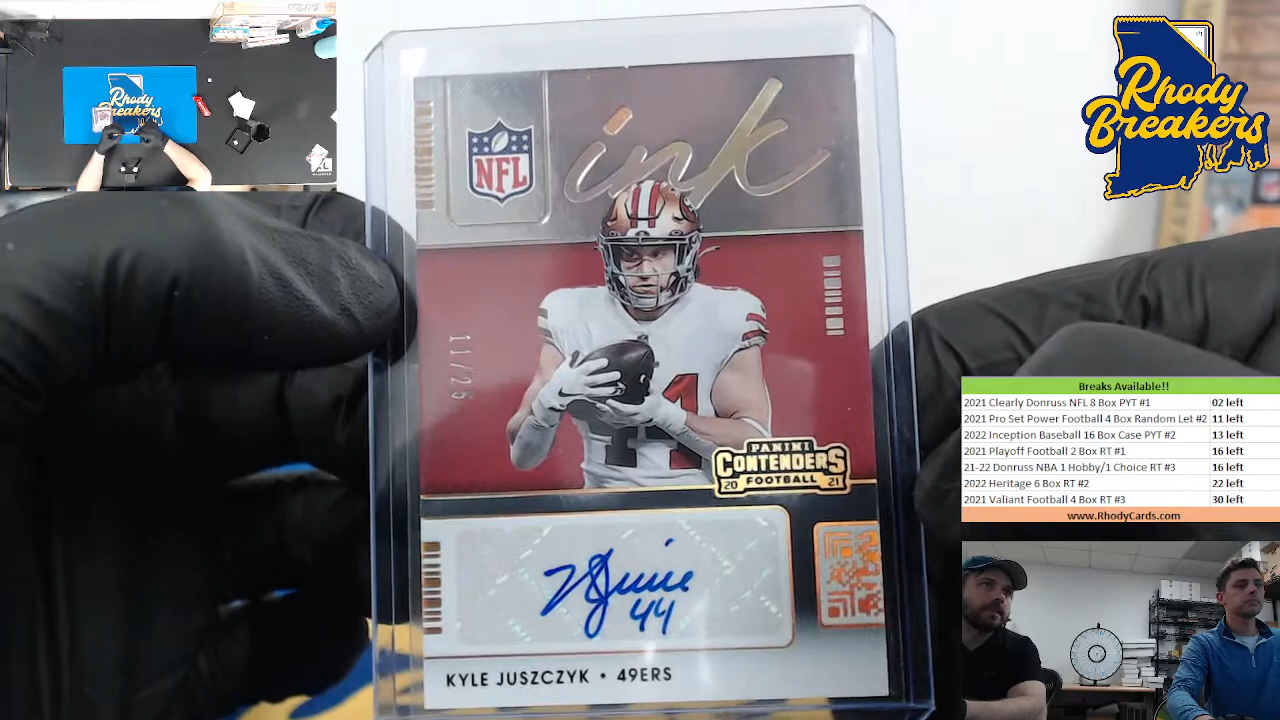 Rhody
Breakers
NFL
ink
11/25
44
PANINI
CONTENDERS
20 FOOTBALL 21
44
KYLE JUSZCZYK • 49ERS
Rhody
Breakers
Breaks Available!!
2021 Clearly Donruss NFL 8 Box PYT #1 02 left
2021 Pro Set Power Football 4 Box Random Let #2 11 left
2022 Inception Baseball 16 Box Case PYT #2 13 left
2021 Playoff Football 2 Box RT #1 16 left
21-22 Donruss NBA 1 Hobby/1 Choice RT #3 16 left
2022 Heritage 6 Box RT #2 22 left
2021 Valiant Football 4 Box RT #3 30 left
www.RhodyCards.com